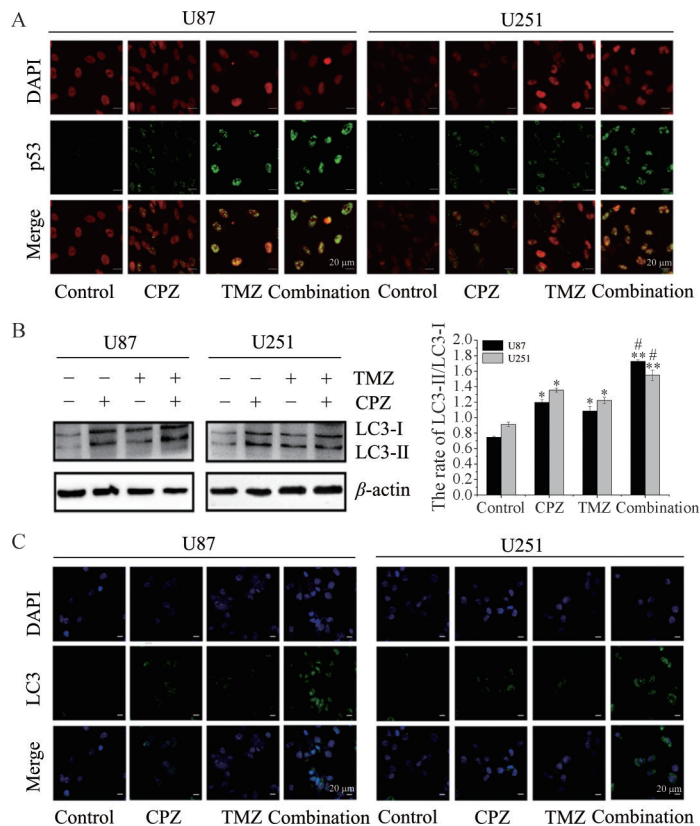 A
U87
U251
DAPI
p53
Merge
20 μm
20 μm
Control
CPZ
TMZ
Combination
Control
CPZ
TMZ
Combination
B
U87
U251
− − + + − − + + TMZ
− + − + − + − + CPZ
LC3-I
LC3-II
β-actin
The rate of LC3-II/LC3-I
2.0
1.8
1.6
1.4
1.2
1.0
0.8
0.6
0.4
0.2
0.0
U87
U251
* * * * # ** # **
Control
CPZ
TMZ
Combination
C
U87
U251
DAPI
LC3
Merge
20 μm
20 μm
Control
CPZ
TMZ
Combination
Control
CPZ
TMZ
Combination